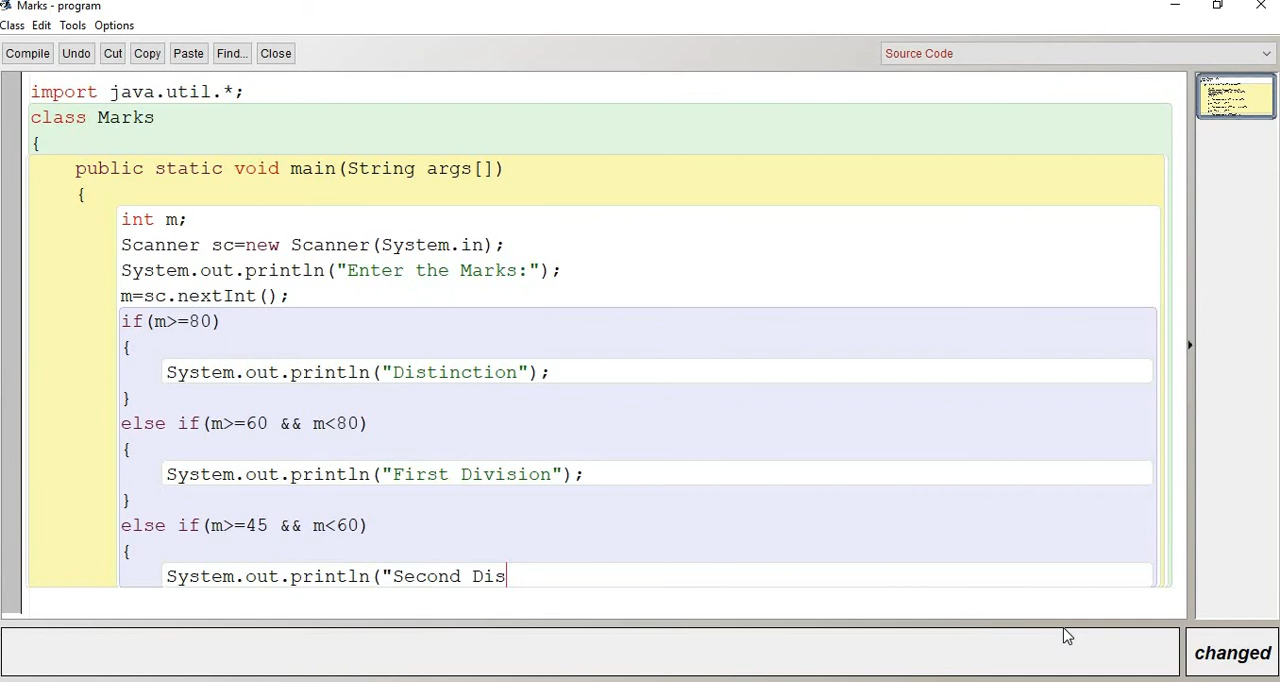 Marks - program
Class Edit Tools Options
Compile Undo Cut Copy Paste Find... Close Source Code
import java.util.*;
class Marks
{
public static void main(String args[])
{
int m;
Scanner sc=new Scanner(System.in);
System.out.println("Enter the Marks:");
m=sc.nextInt();
if(m>=80)
{
System.out.println("Distinction");
}
else if(m>=60 && m<80)
{
System.out.println("First Division");
}
else if(m>=45 && m<60)
{
System.out.println("Second Dis
changed